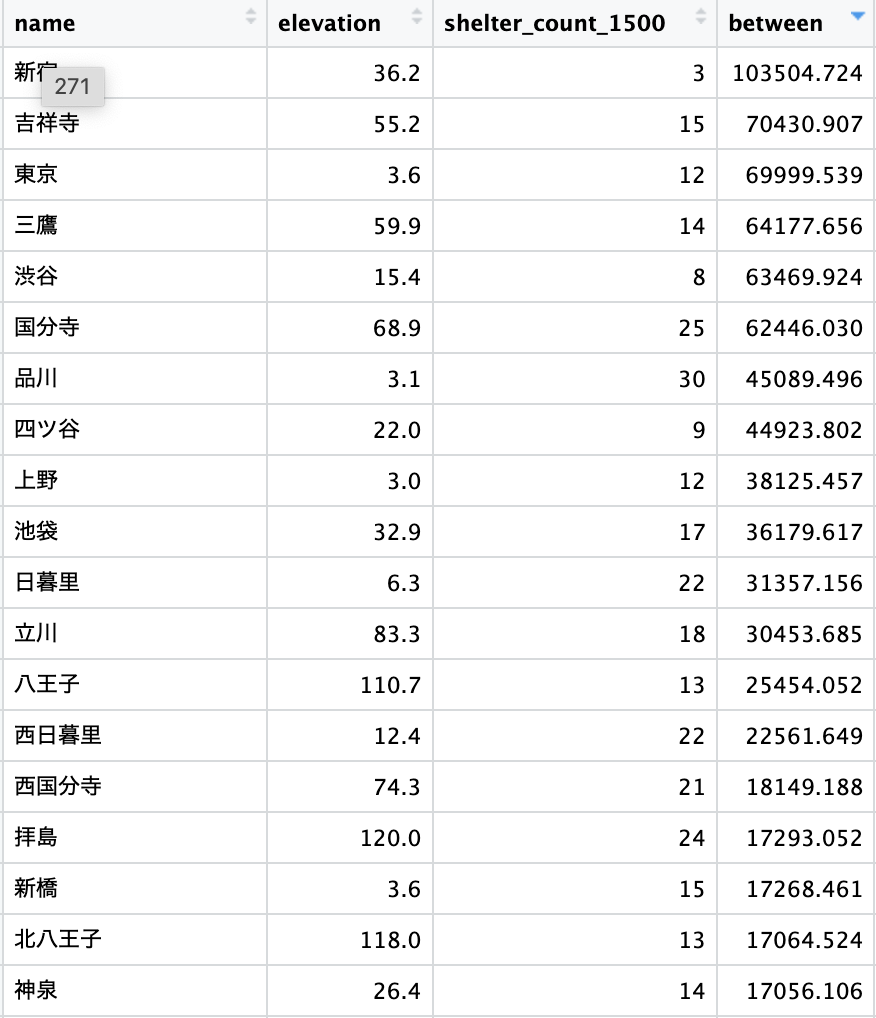 name elevation shelter_count_1500 between
新宿 36.2 3 103504.724
271
吉祥寺 55.2 15 70430.907
東京 3.6 12 69999.539
三鷹 59.9 14 64177.656
渋谷 15.4 8 63469.924
国分寺 68.9 25 62446.030
品川 3.1 30 45089.496
四ツ谷 22.0 9 44923.802
上野 3.0 12 38125.457
池袋 32.9 17 36179.617
日暮里 6.3 22 31357.156
立川 83.3 18 30453.685
八王子 110.7 13 25454.052
西日暮里 12.4 22 22561.649
西国分寺 74.3 21 18149.188
拝島 120.0 24 17293.052
新橋 3.6 15 17268.461
北八王子 118.0 13 17064.524
神泉 26.4 14 17056.106